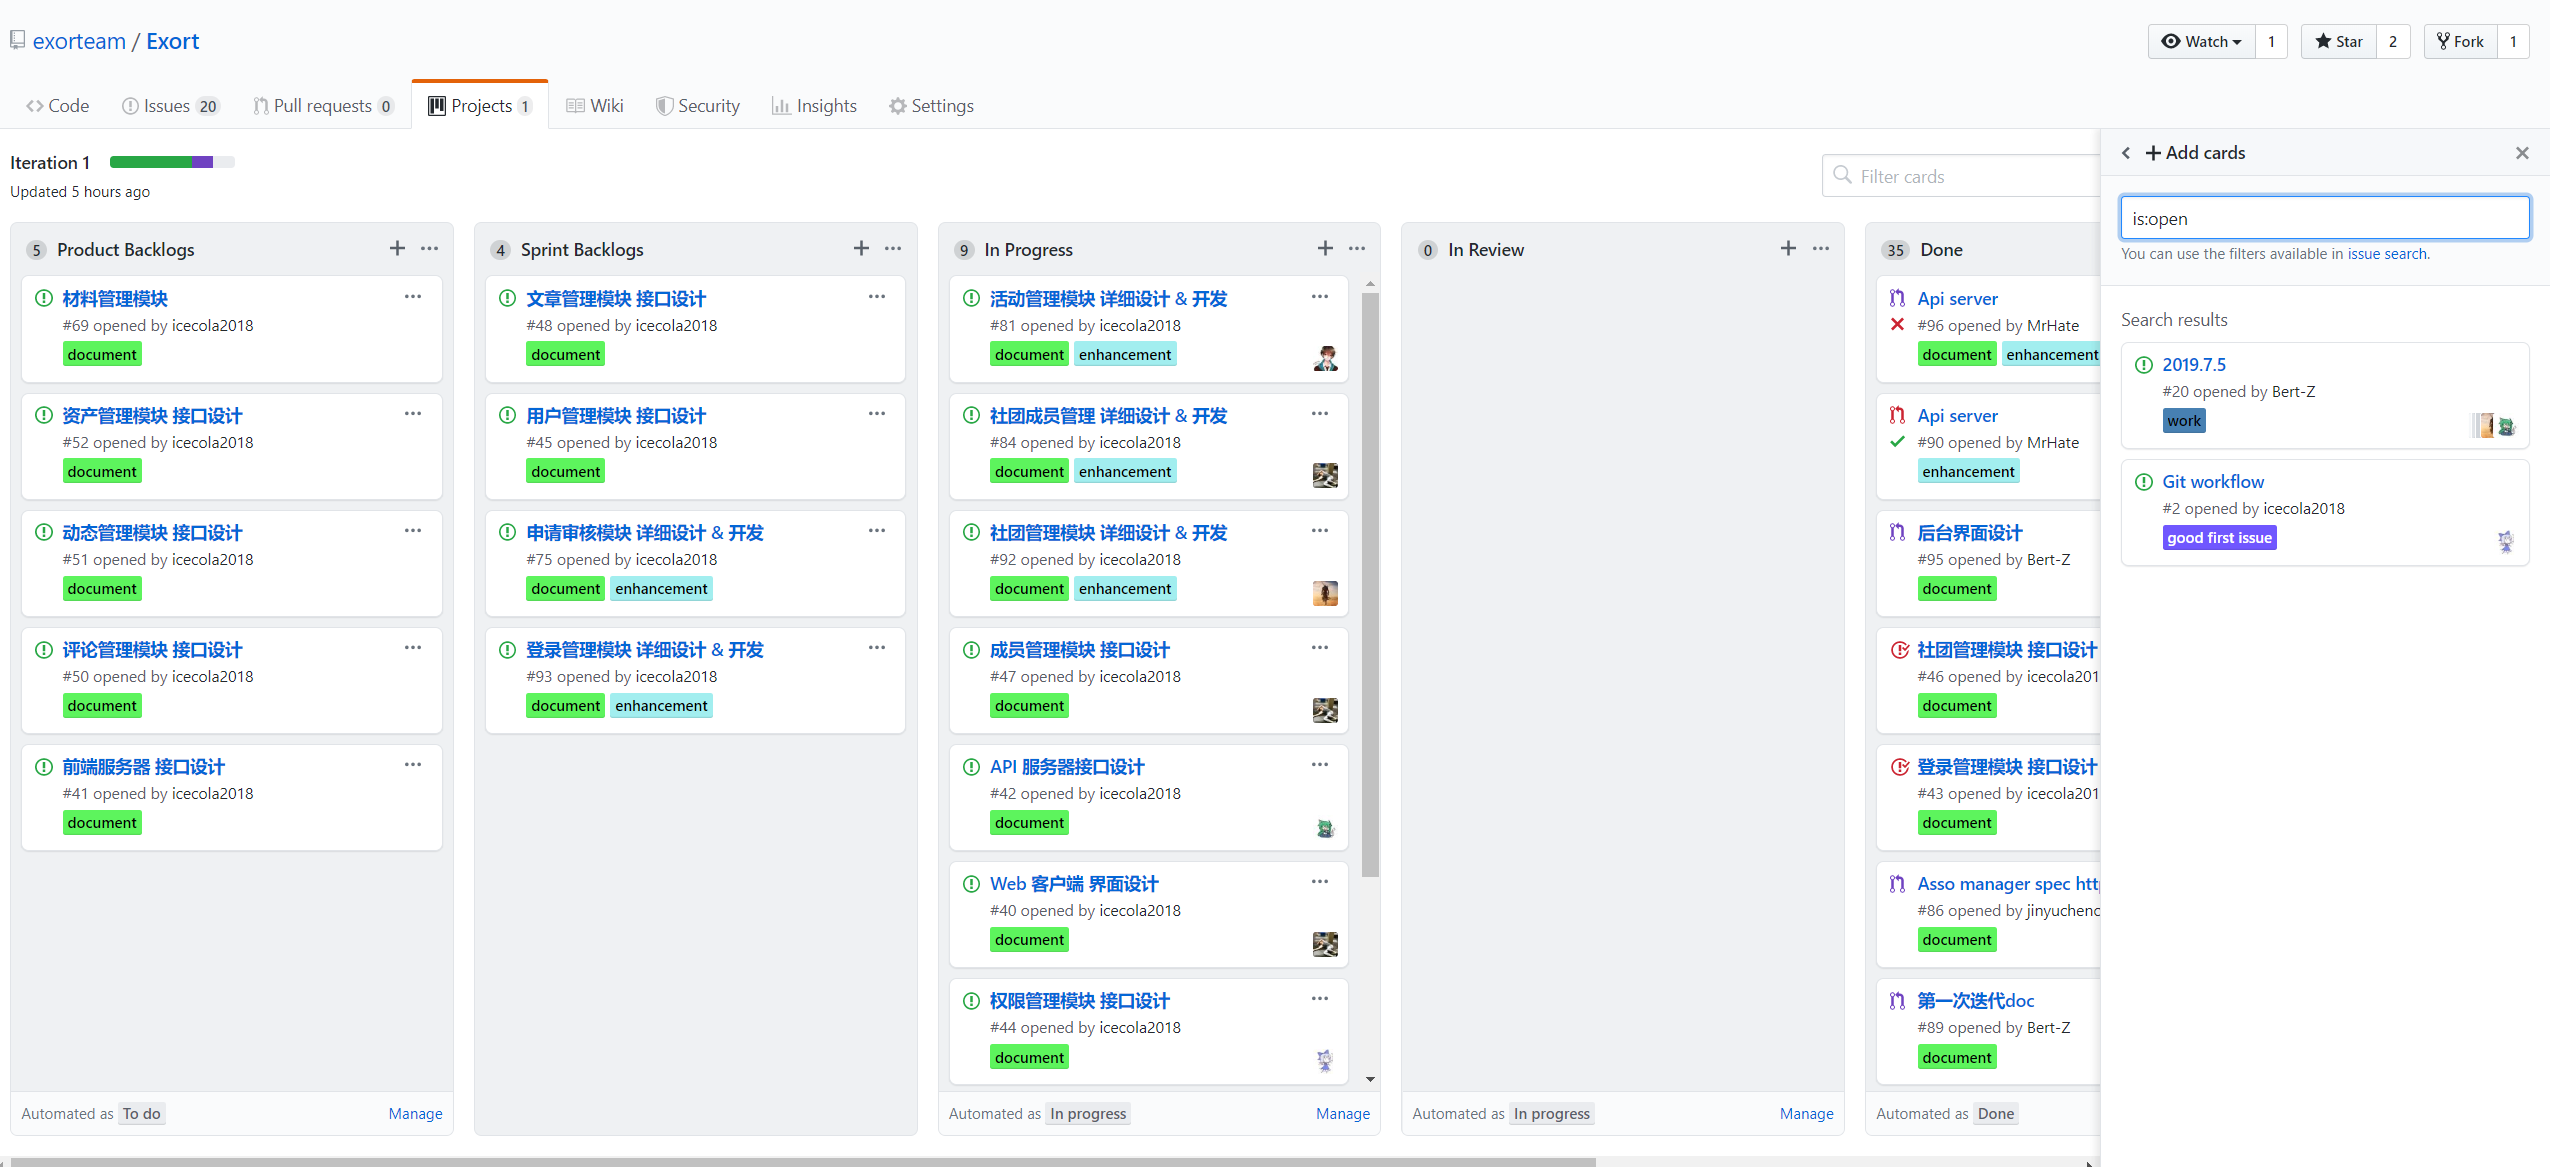 exorteam / Exort
Watch 1
Star 2
Fork 1
Code
Issues 20
Pull requests 0
Projects 1
Wiki
Security
Insights
Settings
Iteration 1
Updated 5 hours ago
Filter cards
5 Product Backlogs
材料管理模块
#69 opened by icecola2018
document
资产管理模块 接口设计
#52 opened by icecola2018
document
动态管理模块 接口设计
#51 opened by icecola2018
document
评论管理模块 接口设计
#50 opened by icecola2018
document
前端服务器 接口设计
#41 opened by icecola2018
document
Automated as To do
Manage
4 Sprint Backlogs
文章管理模块 接口设计
#48 opened by icecola2018
document
用户管理模块 接口设计
#45 opened by icecola2018
document
申请审核模块 详细设计 & 开发
#75 opened by icecola2018
document enhancement
登录管理模块 详细设计 & 开发
#93 opened by icecola2018
document enhancement
9 In Progress
活动管理模块 详细设计 & 开发
#81 opened by icecola2018
document enhancement
社团成员管理 详细设计 & 开发
#84 opened by icecola2018
document enhancement
社团管理模块 详细设计 & 开发
#92 opened by icecola2018
document enhancement
成员管理模块 接口设计
#47 opened by icecola2018
document
API 服务器接口设计
#42 opened by icecola2018
document
Web 客户端 界面设计
#40 opened by icecola2018
document
权限管理模块 接口设计
#44 opened by icecola2018
document
Automated as In progress
Manage
0 In Review
Automated as In progress
Manage
35 Done
Api server
#96 opened by MrHate
document enhancement
Api server
#90 opened by MrHate
enhancement
后台界面设计
#95 opened by Bert-Z
document
社团管理模块 接口设计
#46 opened by icecola201
document
登录管理模块 接口设计
#43 opened by icecola201
document
Asso manager spec htt
#86 opened by jinyuchenc
document
第一次迭代doc
#89 opened by Bert-Z
document
Automated as Done
Add cards
is:open
You can use the filters available in issue search.
Search results
2019.7.5
#20 opened by Bert-Z
work
Git workflow
#2 opened by icecola2018
good first issue